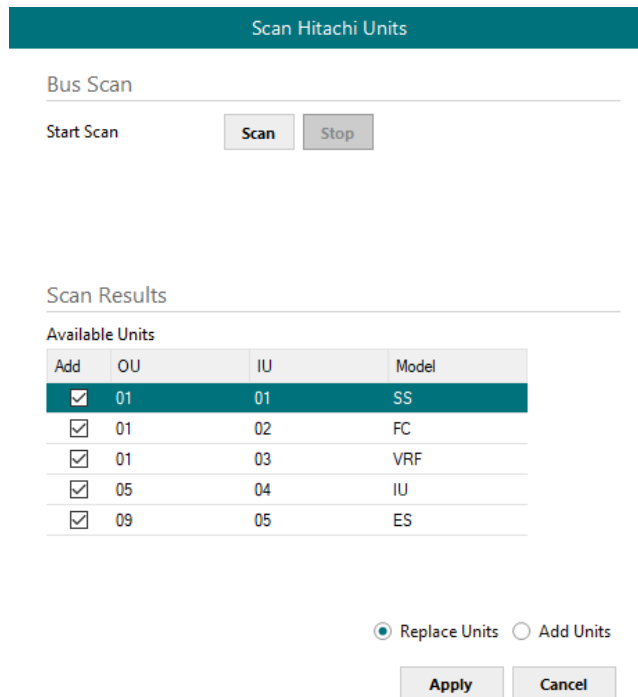 Scan Hitachi Units
Bus Scan
Start Scan Scan Stop
Scan Results
Available Units
Add OU IU Model
01 01 SS
01 02 FC
01 03 VRF
05 04 IU
09 05 ES
Replace Units Add Units
Apply Cancel